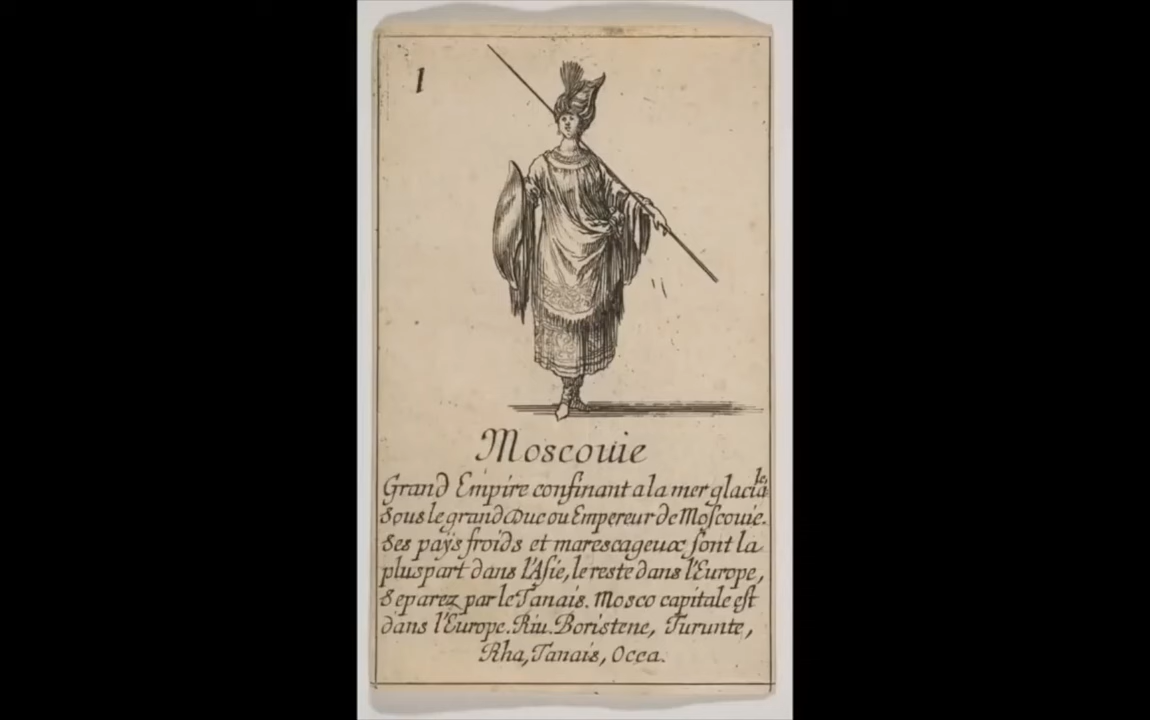 1
Moscouie
Grand Empire confinant a la mer glaciale,
sous le grand Duc ou Empereur de Moſcouie.
Ses païs froids et marescageux ſont la
pluspart dans l'Aſie, le reste dans l'Europe,
Separez par le Tanais. Mosco capitale eſt
dans l'Europe. Riu. Boristene, Turunte,
Rha, Tanais, Occa.